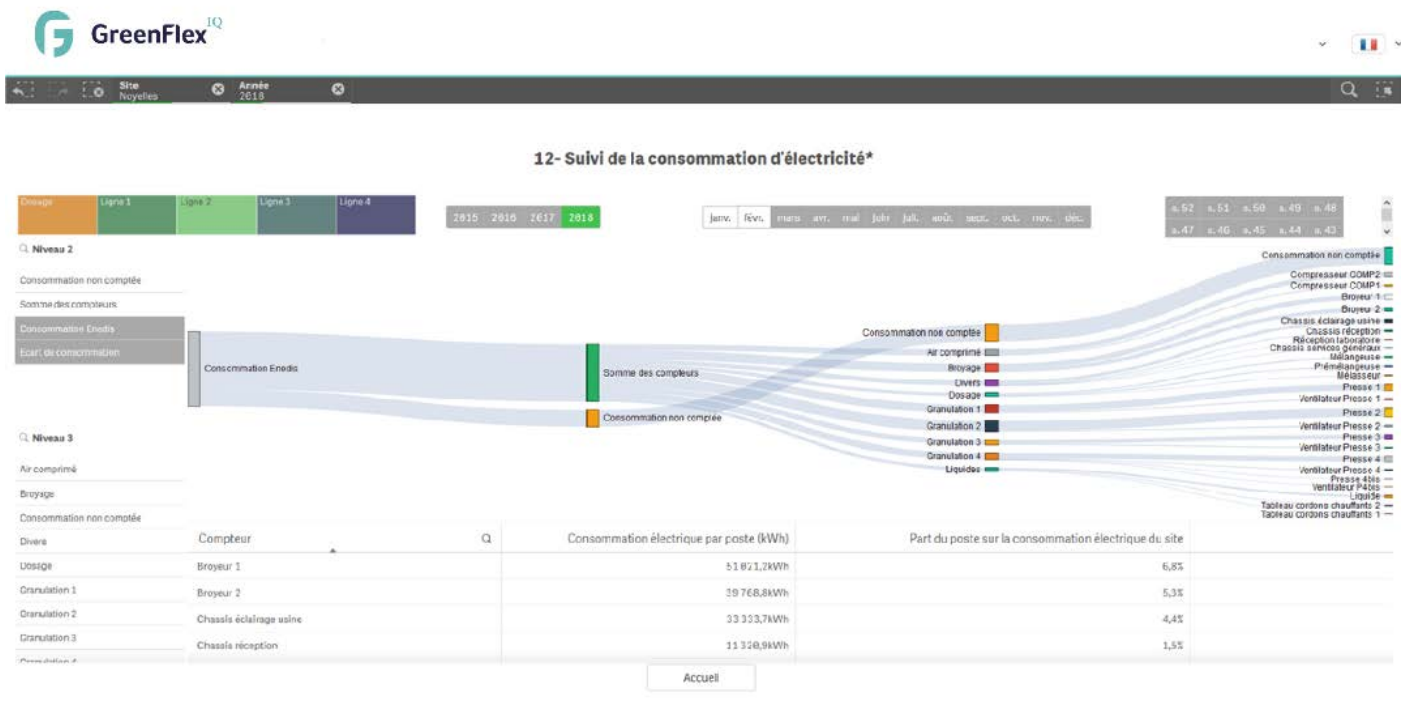 GreenFlex IQ
Site
Noyelles
Année
2018
12- Suivi de la consommation d'électricité*
Dosage
Ligne 1
Ligne 2
Ligne 3
Ligne 4
2015 2016 2017 2018
janv. févr. mars avr. mai juin juil. août sept. oct. nov. déc.
s.52 s.51 s.50 s.49 s.48
s.47 s.46 s.45 s.44 s.43
Niveau 2
Consommation non comptée
Somme des compteurs
Consommation Enedis
Ecart de consommation
Niveau 3
Air comprimé
Broyage
Consommation non comptée
Divers
Dosage
Granulation 1
Granulation 2
Granulation 3
Granulation 4
Consommation Enedis
Somme des compteurs
Consommation non comptée
Consommation non comptée
Air comprimé
Broyage
Divers
Dosage
Granulation 1
Granulation 2
Granulation 3
Granulation 4
Liquides
Consommation non comptée
Compresseur COMP2
Compresseur COMP1
Broyeur 1
Broyeur 2
Chassis éclairage usine
Chassis réception
Réception laboratoire
Chassis services généraux
Mélangeuse
Prémélangeuse
Mélasseur
Presse 1
Ventilateur Presse 1
Presse 2
Ventilateur Presse 2
Presse 3
Ventilateur Presse 3
Presse 4
Ventilateur Presse 4
Presse 4bis
Ventilateur P4bis
Liquide
Tableau cordons chauffants 2
Tableau cordons chauffants 1
Compteur
Consommation électrique par poste (kWh)
Part du poste sur la consommation électrique du site
Broyeur 1
51 821,2kWh
6,8%
Broyeur 2
39 768,8kWh
5,3%
Chassis éclairage usine
33 333,7kWh
4,4%
Chassis réception
11 320,9kWh
1,5%
Accueil